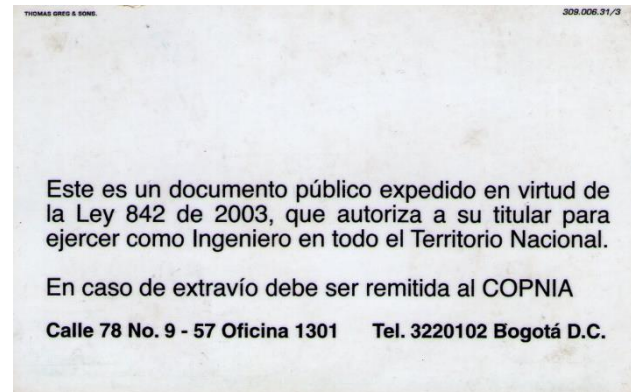 THOMAS GREG & SONS.
309.006.31/3
Este es un documento público expedido en virtud de
la Ley 842 de 2003, que autoriza a su titular para
ejercer como Ingeniero en todo el Territorio Nacional.
En caso de extravío debe ser remitida al COPNIA
Calle 78 No. 9 - 57 Oficina 1301 Tel. 3220102 Bogotá D.C.